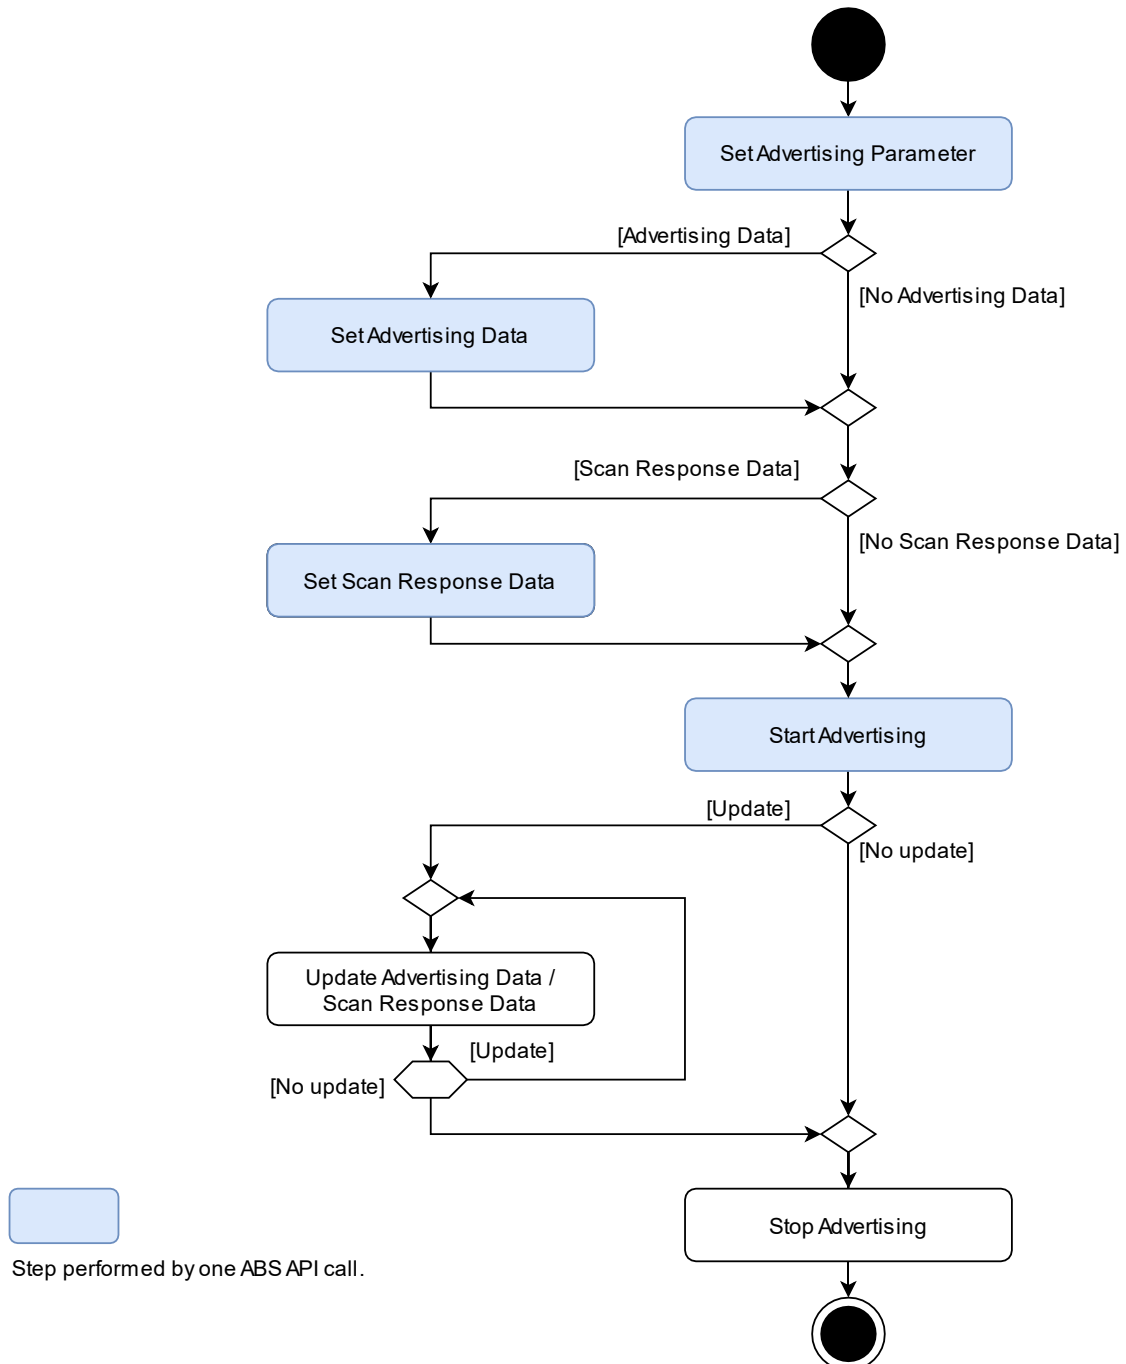 Set Advertising Parameter
[Advertising Data]
[No Advertising Data]
Set Advertising Data
[Scan Response Data]
[No Scan Response Data]
Set Scan Response Data
Start Advertising
[Update]
[No update]
Update Advertising Data /
Scan Response Data
[Update]
[No update]
Stop Advertising
Step performed by one ABS API call.